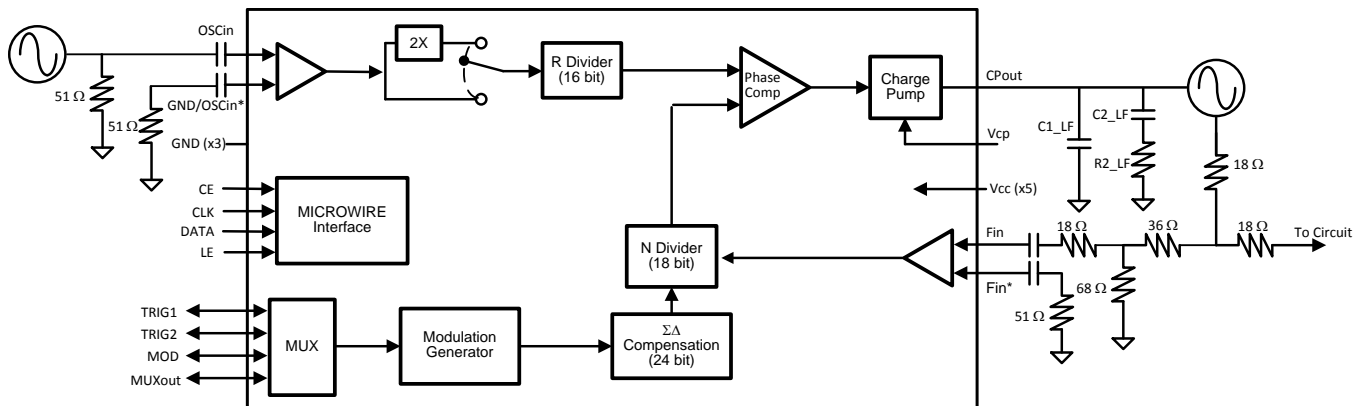 OSCin
2X
51 Ω
GND/OSCin*
51 Ω
GND (x3)
R Divider
(16 bit)
Phase
Comp
Charge
Pump
CPout
Vcp
C1_LF
C2_LF
R2_LF
18 Ω
Vcc (x5)
CE
CLK
DATA
LE
MICROWIRE
Interface
N Divider
(18 bit)
Fin
18 Ω
36 Ω
18 Ω
To Circuit
Fin*
51 Ω
68 Ω
TRIG1
TRIG2
MOD
MUXout
MUX
Modulation
Generator
ΣΔ
Compensation
(24 bit)